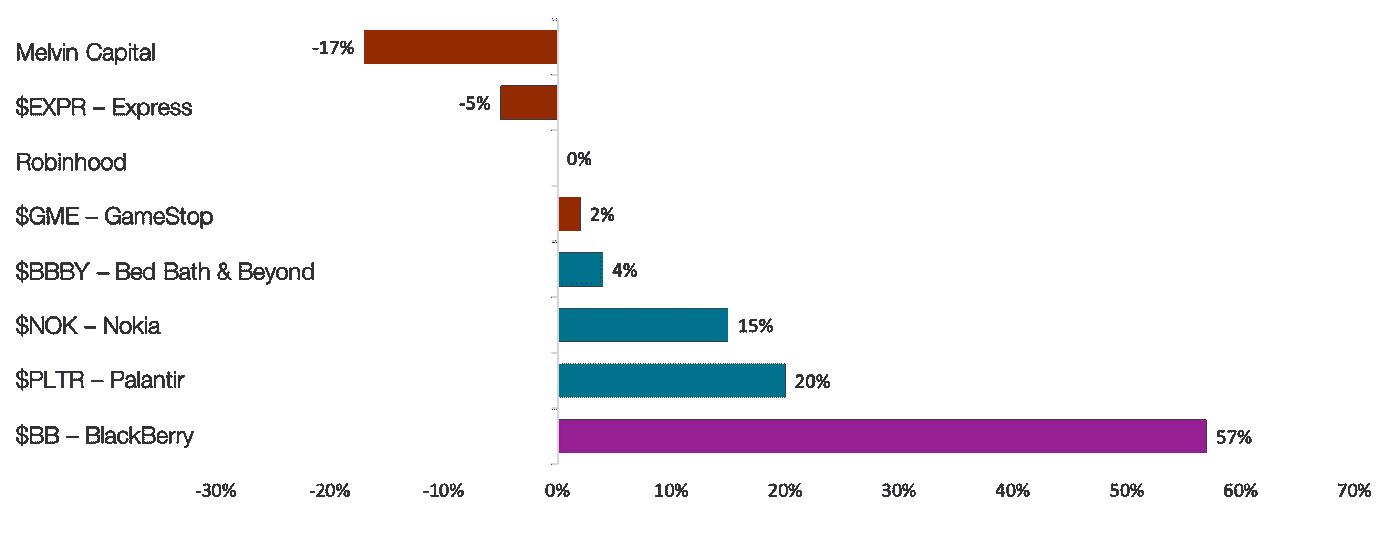 Melvin Capital -17%
$EXPR – Express -5%
Robinhood 0%
$GME – GameStop 2%
$BBBY – Bed Bath & Beyond 4%
$NOK – Nokia 15%
$PLTR – Palantir 20%
$BB – BlackBerry 57%
-30% -20% -10% 0% 10% 20% 30% 40% 50% 60% 70%